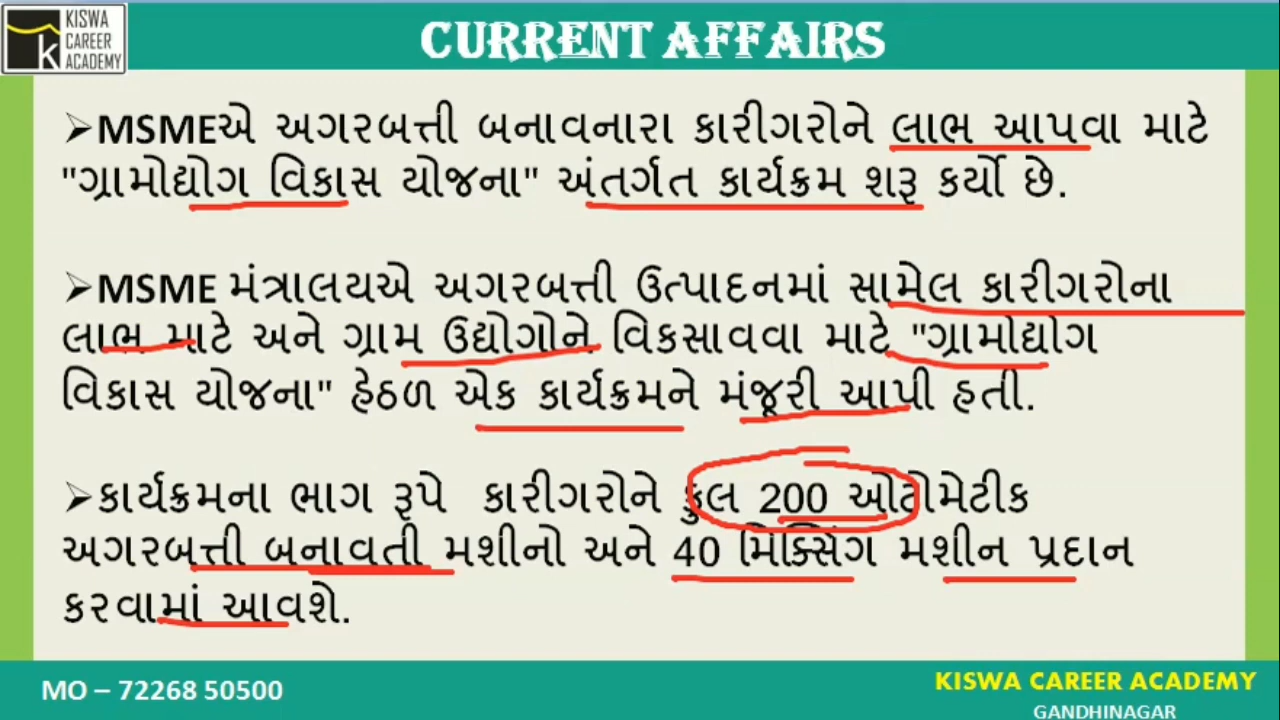 KISWA
CAREER
ACADEMY
CURRENT AFFAIRS
➢MSMEએ અગરબત્તી બનાવનારા કારીગરોને લાભ આપવા માટે
"ગ્રામોદ્યોગ વિકાસ યોજના" અંતર્ગત કાર્યક્રમ શરૂ કર્યો છે.
➢MSME મંત્રાલયએ અગરબત્તી ઉત્પાદનમાં સામેલ કારીગરોના
લાભ માટે અને ગ્રામ ઉદ્યોગોને વિકસાવવા માટે "ગ્રામોદ્યોગ
વિકાસ યોજના" હેઠળ એક કાર્યક્રમને મંજૂરી આપી હતી.
➢કાર્યક્રમના ભાગ રૂપે કારીગરોને કુલ 200 ઓટોમેટીક
અગરબત્તી બનાવતી મશીનો અને 40 મિક્સિંગ મશીન પ્રદાન
કરવામાં આવશે.
MO – 72268 50500
KISWA CAREER ACADEMY
GANDHINAGAR